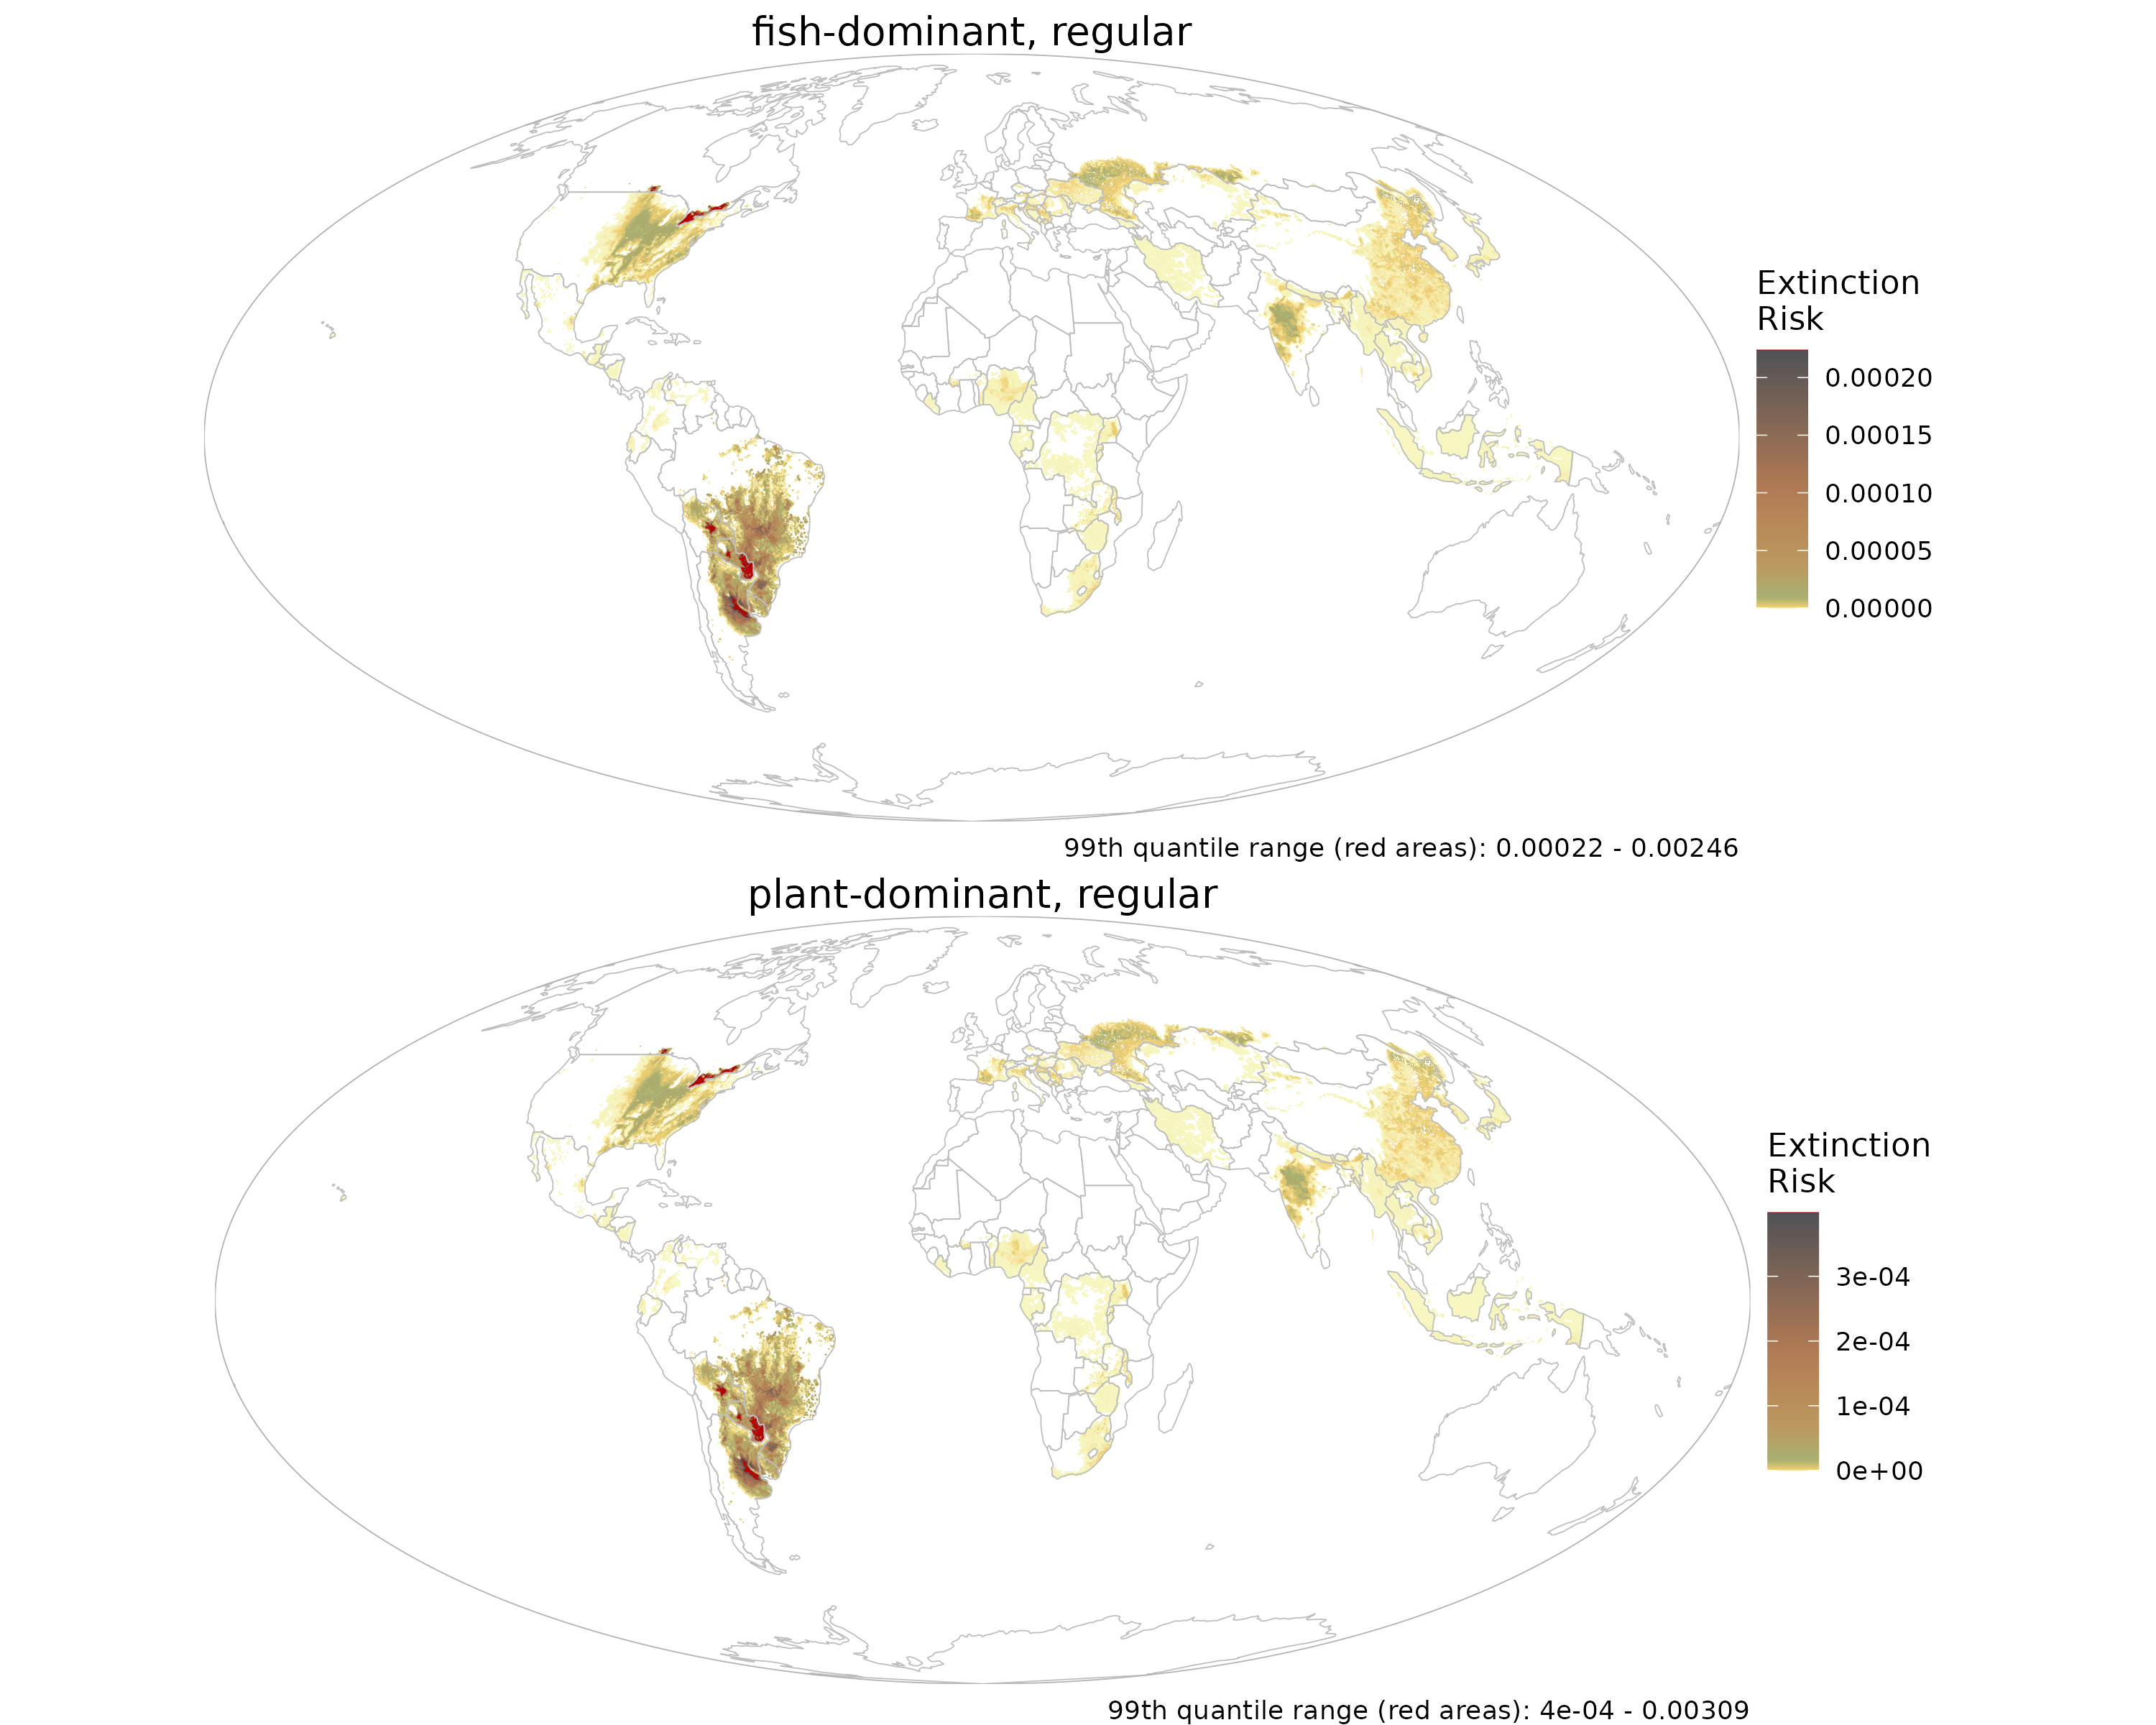 fish-dominant, regular
Extinction
Risk
0.00020
0.00015
0.00010
0.00005
0.00000
99th quantile range (red areas): 0.00022 - 0.00246
plant-dominant, regular
Extinction
Risk
3e-04
2e-04
1e-04
0e+00
99th quantile range (red areas): 4e-04 - 0.00309